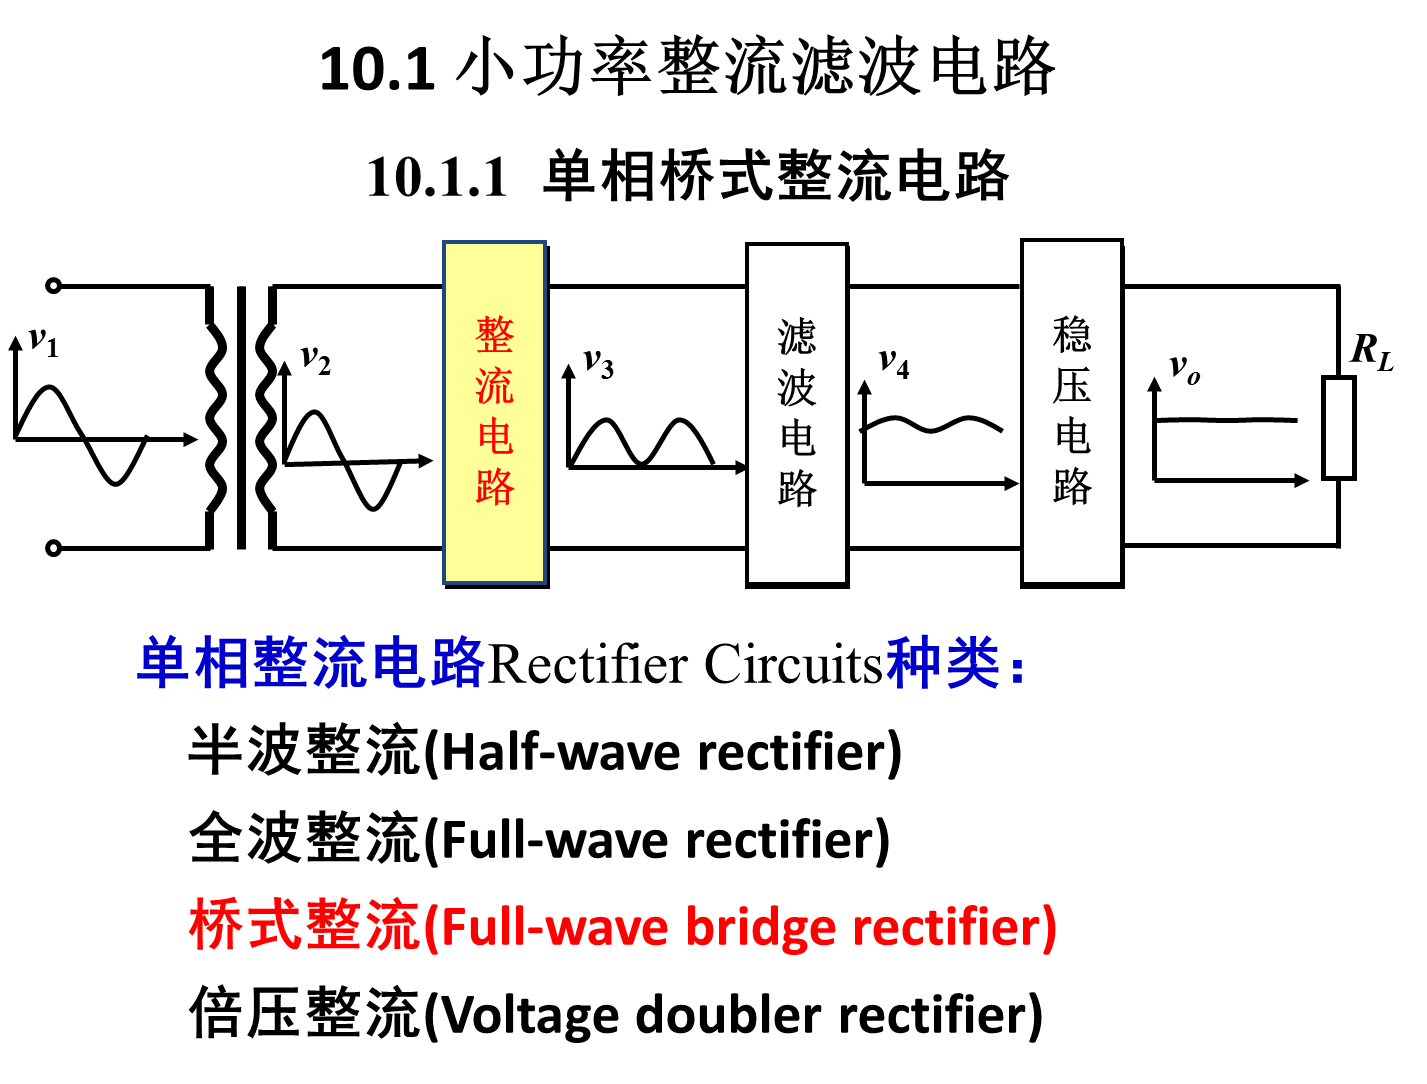 10.1 小功率整流滤波电路
10.1.1 单相桥式整流电路
v1
v2
整流电路
v3
滤波电路
v4
稳压电路
vo
RL
单相整流电路Rectifier Circuits种类：
半波整流(Half-wave rectifier)
全波整流(Full-wave rectifier)
桥式整流(Full-wave bridge rectifier)
倍压整流(Voltage doubler rectifier)